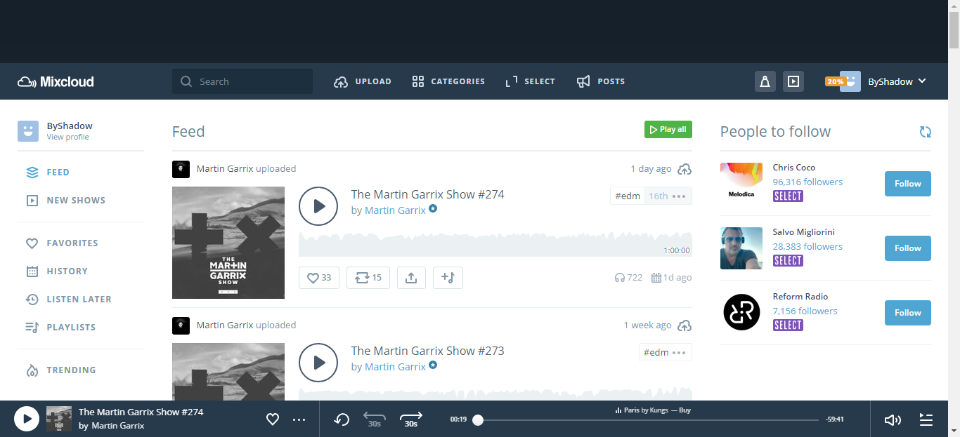 Mixcloud
Search
UPLOAD
CATEGORIES
SELECT
POSTS
20%
ByShadow
ByShadow
View profile
FEED
NEW SHOWS
FAVORITES
HISTORY
LISTEN LATER
PLAYLISTS
TRENDING
Feed
Play all
Martin Garrix uploaded
1 day ago
THE MARTIN GARRIX SHOW
The Martin Garrix Show #274
by Martin Garrix
#edm 16th
1:00:00
33
15
722
1d ago
Martin Garrix uploaded
1 week ago
The Martin Garrix Show #273
by Martin Garrix
#edm
People to follow
Melodica
Chris Coco
96,316 followers
SELECT
Follow
Salvo Migliorini
28,383 followers
SELECT
Follow
Reform Radio
7,156 followers
SELECT
Follow
The Martin Garrix Show #274
by Martin Garrix
30s
30s
00:19
Paris by Kungs — Buy
-59:41